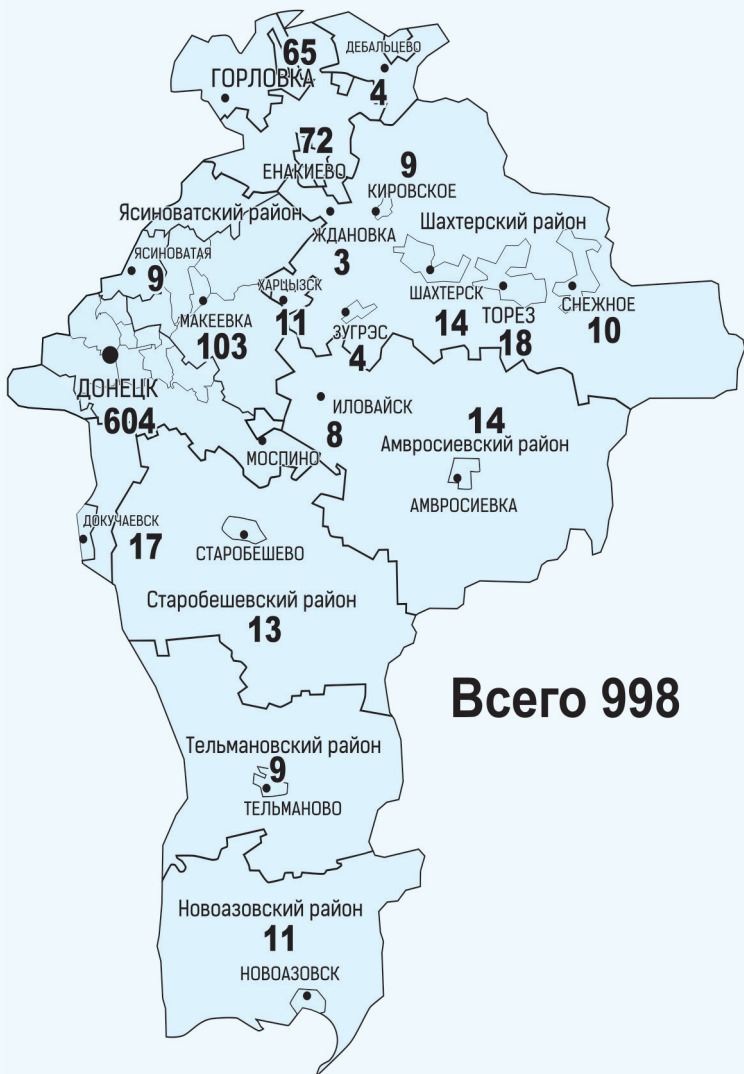 65
ДЕБАЛЬЦЕВО
ГОРЛОВКА
4
72
ЕНАКИЕВО
9
КИРОВСКОЕ
Ясиноватский район
ЖДАНОВКА
3
Шахтерский район
ЯСИНОВАТАЯ
9
МАКЕЕВКА
103
ХАРЦЫЗСК
11
ЗУГРЭС
4
ШАХТЕРСК
14
ТОРЕЗ
18
СНЕЖНОЕ
10
ДОНЕЦК
604
ИЛОВАЙСК
8
14
Амвросиевский район
АМВРОСИЕВКА
МОСПИНО
ДОКУЧАЕВСК
17
СТАРОБЕШЕВО
Старобешевский район
13
Всего 998
Тельмановский район
9
ТЕЛЬМАНОВО
Новоазовский район
11
НОВОАЗОВСК